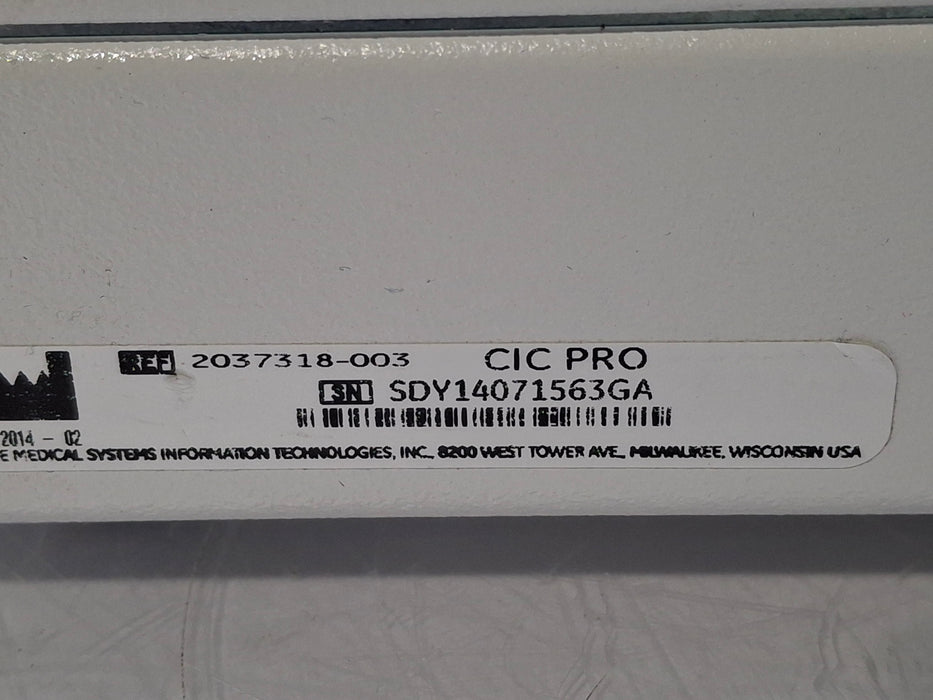 REF 2037318-003 CIC PRO
SN SDY14071563GA
2014 - 02
E MEDICAL SYSTEMS INFORMATION TECHNOLOGIES, INC., 8200 WEST TOWER AVE., MILWAUKEE, WISCONSIN USA